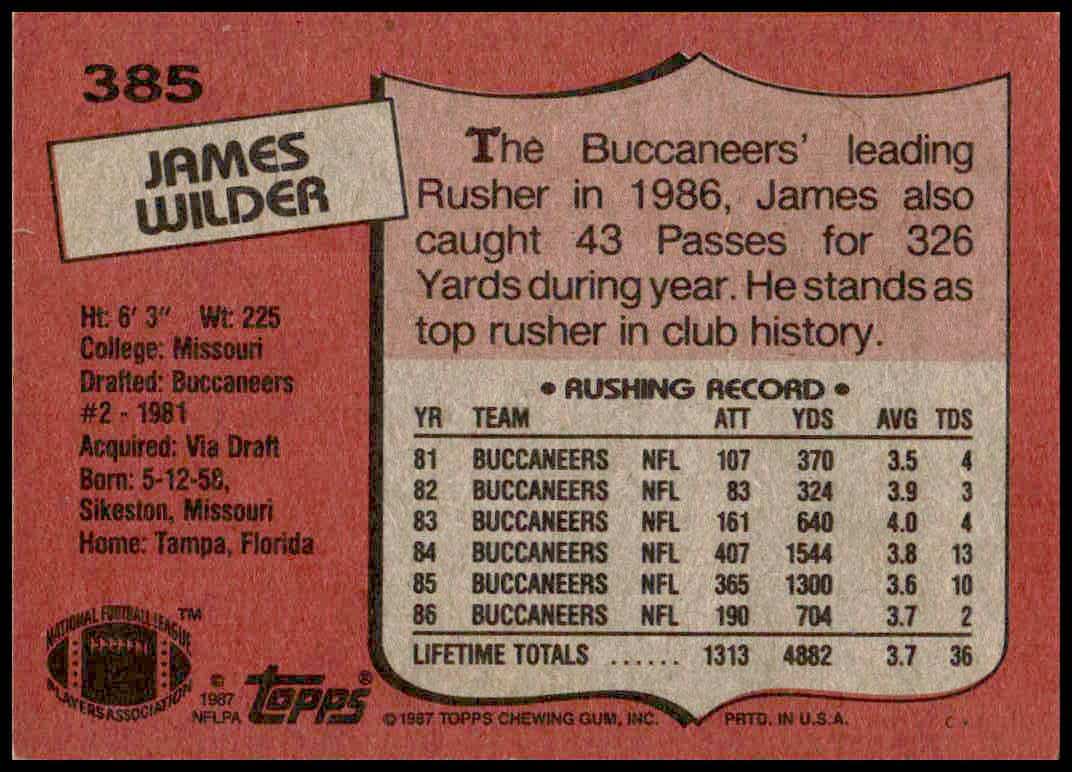 385
JAMES
WILDER
Ht: 6' 3" Wt: 225
College: Missouri
Drafted: Buccaneers
#2 - 1981
Acquired: Via Draft
Born: 5-12-58,
Sikeston, Missouri
Home: Tampa, Florida
The Buccaneers' leading
Rusher in 1986, James also
caught 43 Passes for 326
Yards during year. He stands as
top rusher in club history.
• RUSHING RECORD •
YR TEAM ATT YDS AVG TDS
81 BUCCANEERS NFL 107 370 3.5 4
82 BUCCANEERS NFL 83 324 3.9 3
83 BUCCANEERS NFL 161 640 4.0 4
84 BUCCANEERS NFL 407 1544 3.8 13
85 BUCCANEERS NFL 365 1300 3.6 10
86 BUCCANEERS NFL 190 704 3.7 2
LIFETIME TOTALS ...... 1313 4882 3.7 36
NATIONAL FOOTBALL LEAGUE ™
PLAYERS ASSOCIATION
©
1987
NFLPA
topps®
© 1987 TOPPS CHEWING GUM, INC. PRTD. IN U.S.A. C •